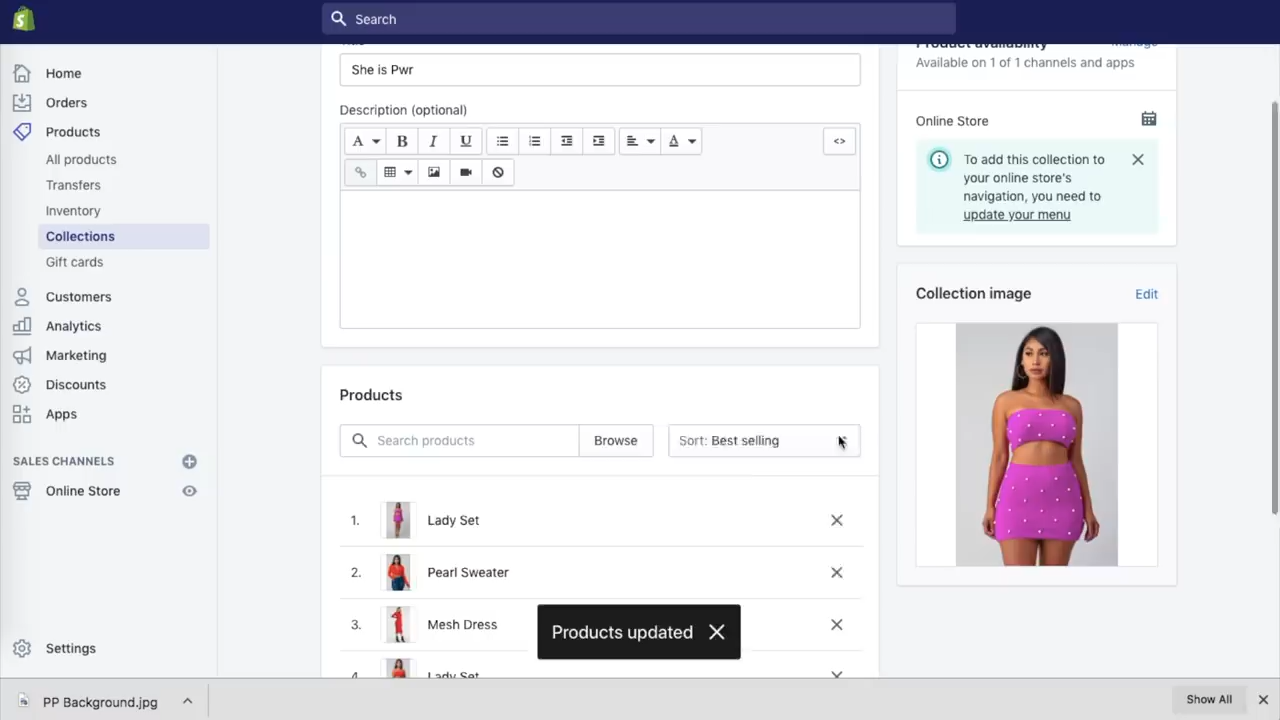 Search
Home
Orders
Products
All products
Transfers
Inventory
Collections
Gift cards
Customers
Analytics
Marketing
Discounts
Apps
SALES CHANNELS
Online Store
Settings
She is Pwr
Description (optional)
A B I U A <>
Products
Search products
Browse
Sort: Best selling
1. Lady Set
2. Pearl Sweater
3. Mesh Dress
4. Lady Set
Products updated
Product availability
Manage
Available on 1 of 1 channels and apps
Online Store
To add this collection to
your online store's
navigation, you need to
update your menu
Collection image
Edit
PP Background.jpg
Show All